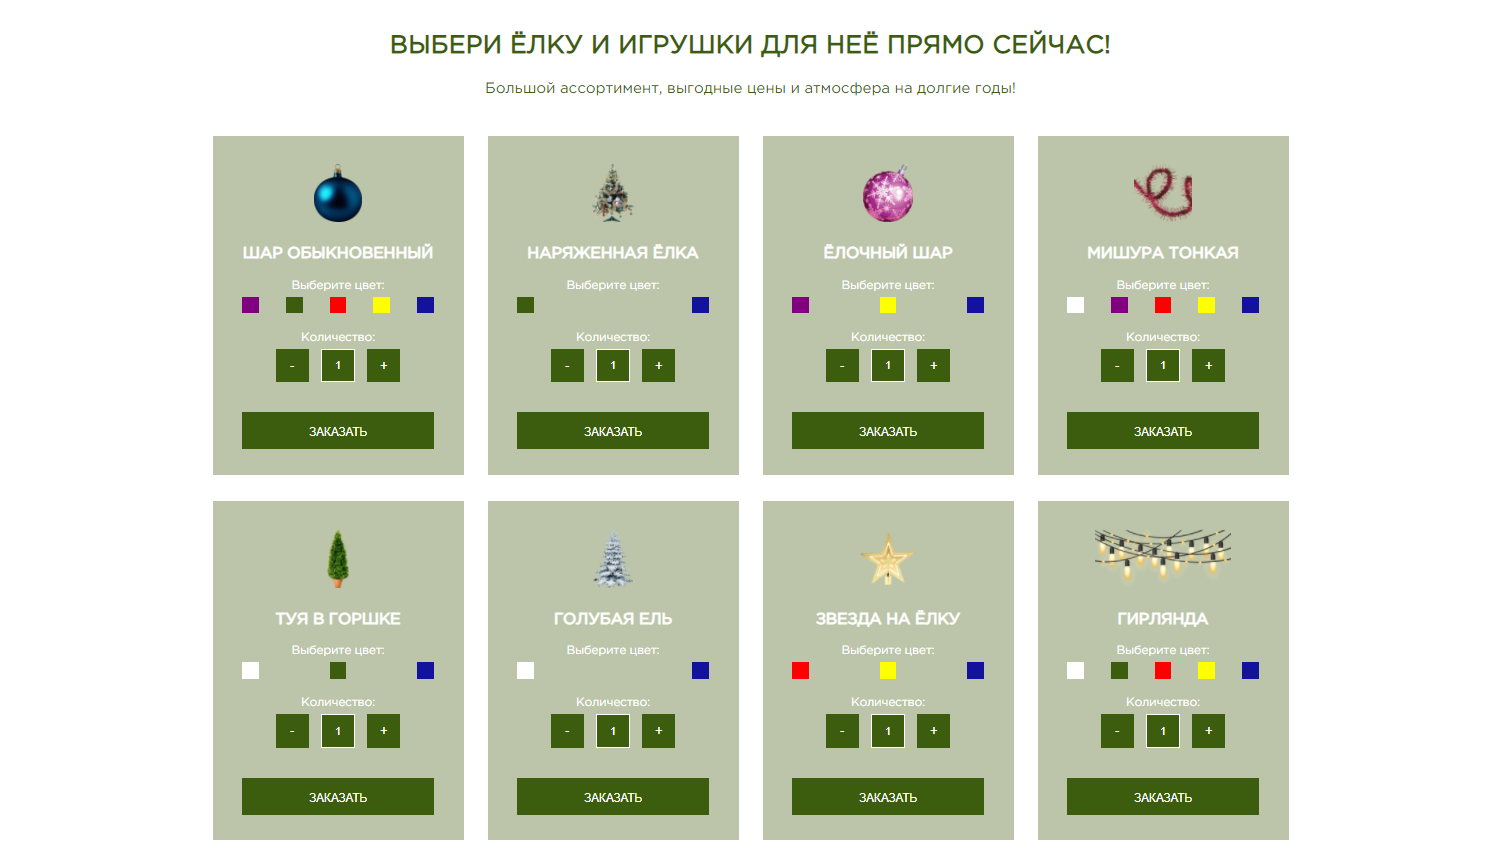 ВЫБЕРИ ЁЛКУ И ИГРУШКИ ДЛЯ НЕЁ ПРЯМО СЕЙЧАС!
Большой ассортимент, выгодные цены и атмосфера на долгие годы!
ШАР ОБЫКНОВЕННЫЙ
Выберите цвет:
Количество:
- 1 +
ЗАКАЗАТЬ
НАРЯЖЕННАЯ ЁЛКА
Выберите цвет:
Количество:
- 1 +
ЗАКАЗАТЬ
ЁЛОЧНЫЙ ШАР
Выберите цвет:
Количество:
- 1 +
ЗАКАЗАТЬ
МИШУРА ТОНКАЯ
Выберите цвет:
Количество:
- 1 +
ЗАКАЗАТЬ
ТУЯ В ГОРШКЕ
Выберите цвет:
Количество:
- 1 +
ЗАКАЗАТЬ
ГОЛУБАЯ ЕЛЬ
Выберите цвет:
Количество:
- 1 +
ЗАКАЗАТЬ
ЗВЕЗДА НА ЁЛКУ
Выберите цвет:
Количество:
- 1 +
ЗАКАЗАТЬ
ГИРЛЯНДА
Выберите цвет:
Количество:
- 1 +
ЗАКАЗАТЬ